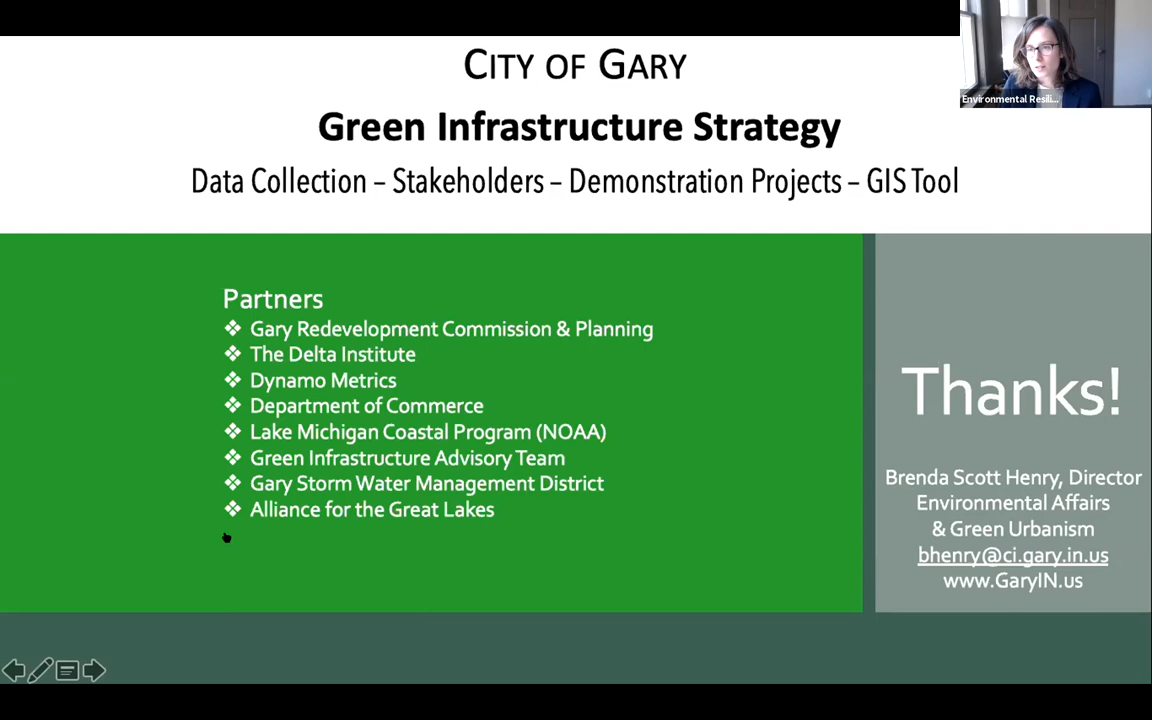 CITY OF GARY
Environmental Resili...
Green Infrastructure Strategy
Data Collection – Stakeholders – Demonstration Projects – GIS Tool
Partners
❖ Gary Redevelopment Commission & Planning
❖ The Delta Institute
❖ Dynamo Metrics
❖ Department of Commerce
❖ Lake Michigan Coastal Program (NOAA)
❖ Green Infrastructure Advisory Team
❖ Gary Storm Water Management District
❖ Alliance for the Great Lakes
Thanks!
Brenda Scott Henry, Director
Environmental Affairs
& Green Urbanism
bhenry@ci.gary.in.us
www.GaryIN.us